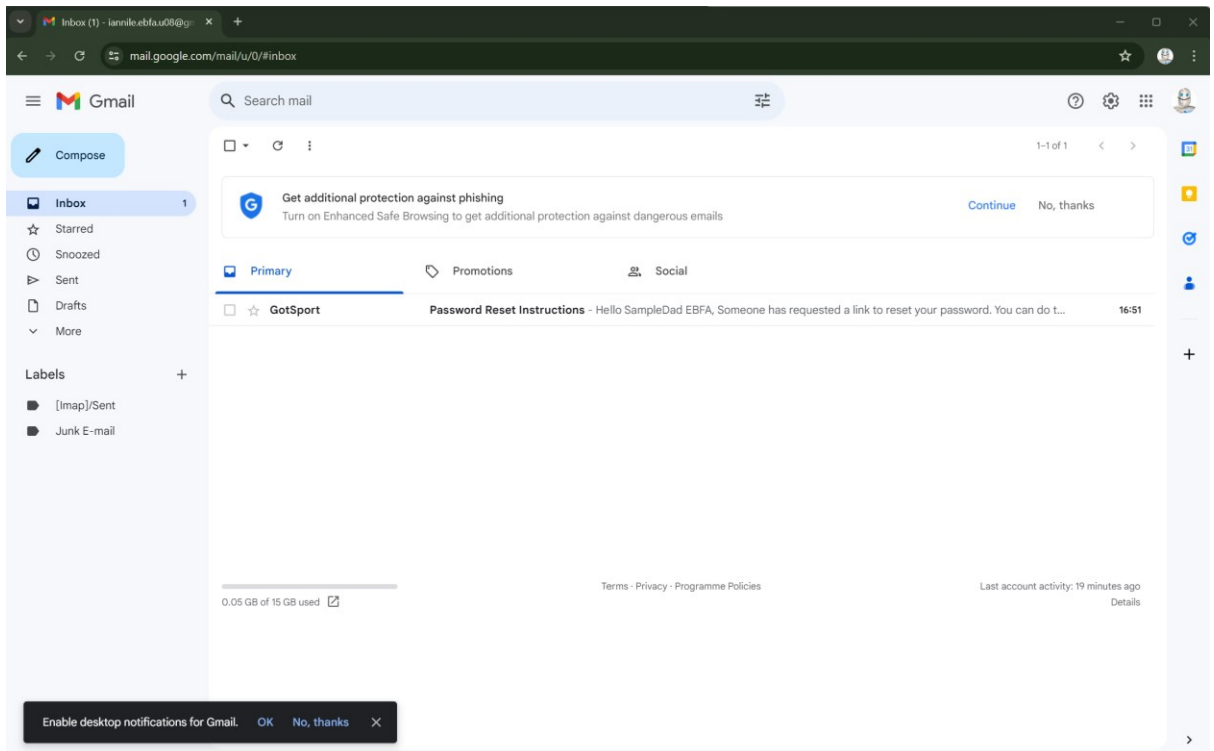 Inbox (1) - iannile.ebfa.u08@gm
mail.google.com/mail/u/0/#inbox
Gmail
Search mail
Compose
1–1 of 1
31
Get additional protection against phishing
Turn on Enhanced Safe Browsing to get additional protection against dangerous emails
Continue No, thanks
Inbox 1
Starred
Snoozed
Sent
Drafts
More
Primary Promotions Social
GotSport Password Reset Instructions - Hello SampleDad EBFA, Someone has requested a link to reset your password. You can do t... 16:51
Labels
[Imap]/Sent
Junk E-mail
0.05 GB of 15 GB used
Terms · Privacy · Programme Policies
Last account activity: 19 minutes ago
Details
Enable desktop notifications for Gmail. OK No, thanks